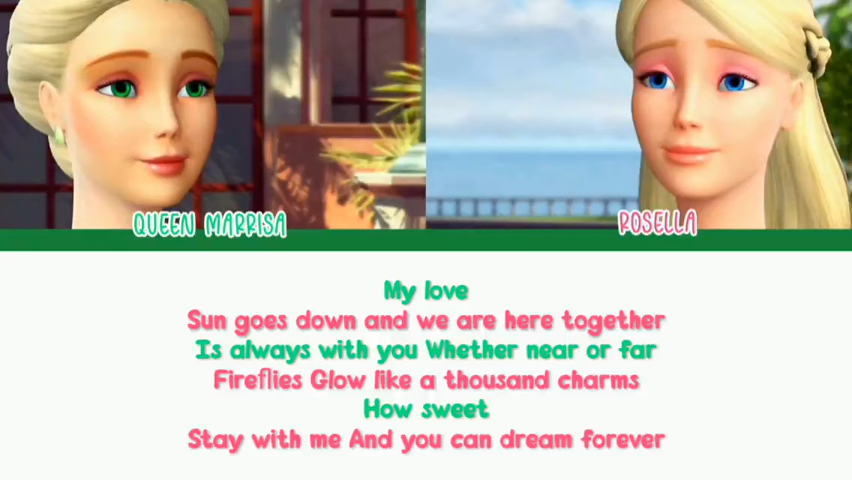 QUEEN MARRISA
ROSELLA
My love
Sun goes down and we are here together
Is always with you Whether near or far
Fireflies Glow like a thousand charms
How sweet
Stay with me And you can dream forever